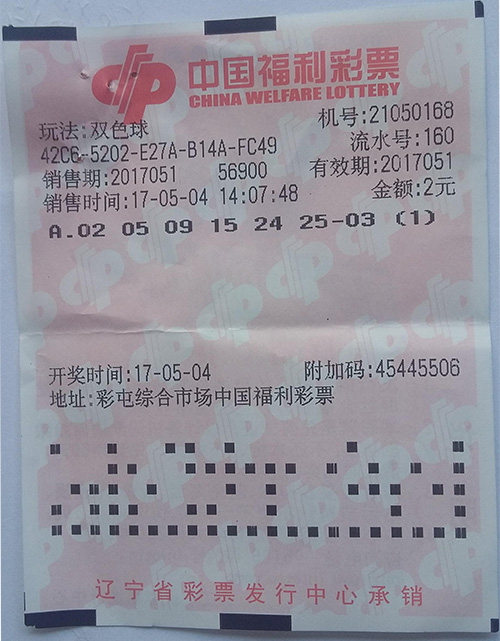 中国福利彩票
CHINA WELFARE LOTTERY
玩法:双色球 机号:21050168
42C6-5202-E27A-B14A-FC49 流水号:160
销售期:2017051 56900 有效期:2017051
销售时间:17-05-04 14:07:48 金额:2元
A.02 05 09 15 24 25-03 (1)
开奖时间:17-05-04 附加码:45445506
地址:彩屯综合市场中国福利彩票
辽宁省彩票发行中心承销